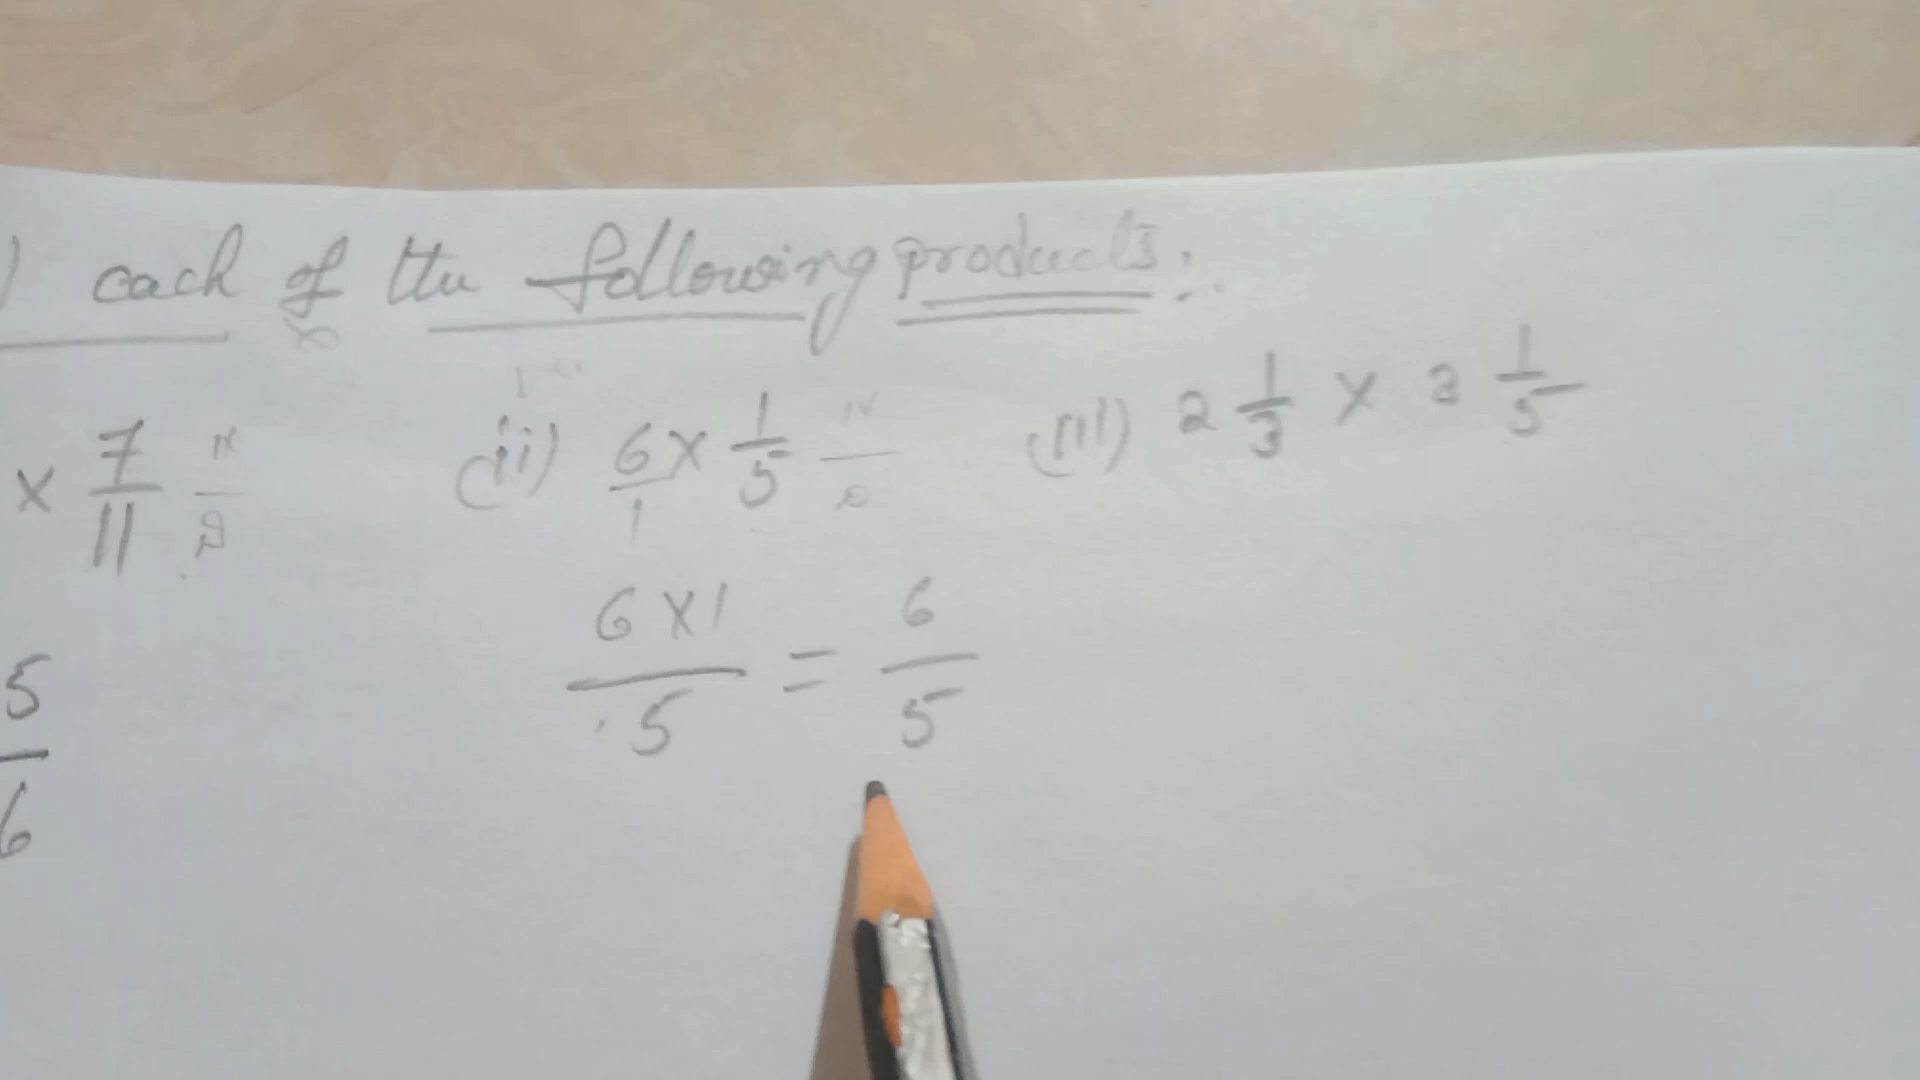 ) each of the following products:
x 7/11 N/D (ii) 6/1 x 1/5 N/D (iii) 2 1/3 x 3 1/5
5/6 6 x 1/5 = 6/5